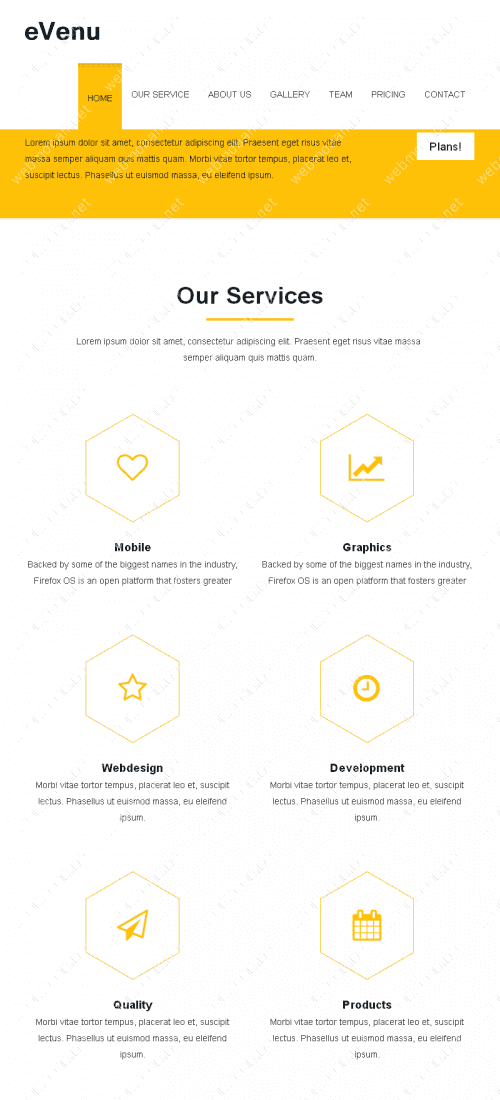 eVenu
HOME OUR SERVICE ABOUT US GALLERY TEAM PRICING CONTACT
Lorem ipsum dolor sit amet, consectetur adipiscing elit. Praesent eget risus vitae
massa semper aliquam quis mattis quam. Morbi vitae tortor tempus, placerat leo et,
suscipit lectus. Phasellus ut euismod massa, eu eleifend ipsum.
Plans!
Our Services
Lorem ipsum dolor sit amet, consectetur adipiscing elit. Praesent eget risus vitae massa
semper aliquam quis mattis quam.
Mobile
Backed by some of the biggest names in the industry,
Firefox OS is an open platform that fosters greater
Graphics
Backed by some of the biggest names in the industry,
Firefox OS is an open platform that fosters greater
Webdesign
Morbi vitae tortor tempus, placerat leo et, suscipit
lectus. Phasellus ut euismod massa, eu eleifend
ipsum.
Development
Morbi vitae tortor tempus, placerat leo et, suscipit
lectus. Phasellus ut euismod massa, eu eleifend
ipsum.
Quality
Morbi vitae tortor tempus, placerat leo et, suscipit
lectus. Phasellus ut euismod massa, eu eleifend
ipsum.
Products
Morbi vitae tortor tempus, placerat leo et, suscipit
lectus. Phasellus ut euismod massa, eu eleifend
ipsum.